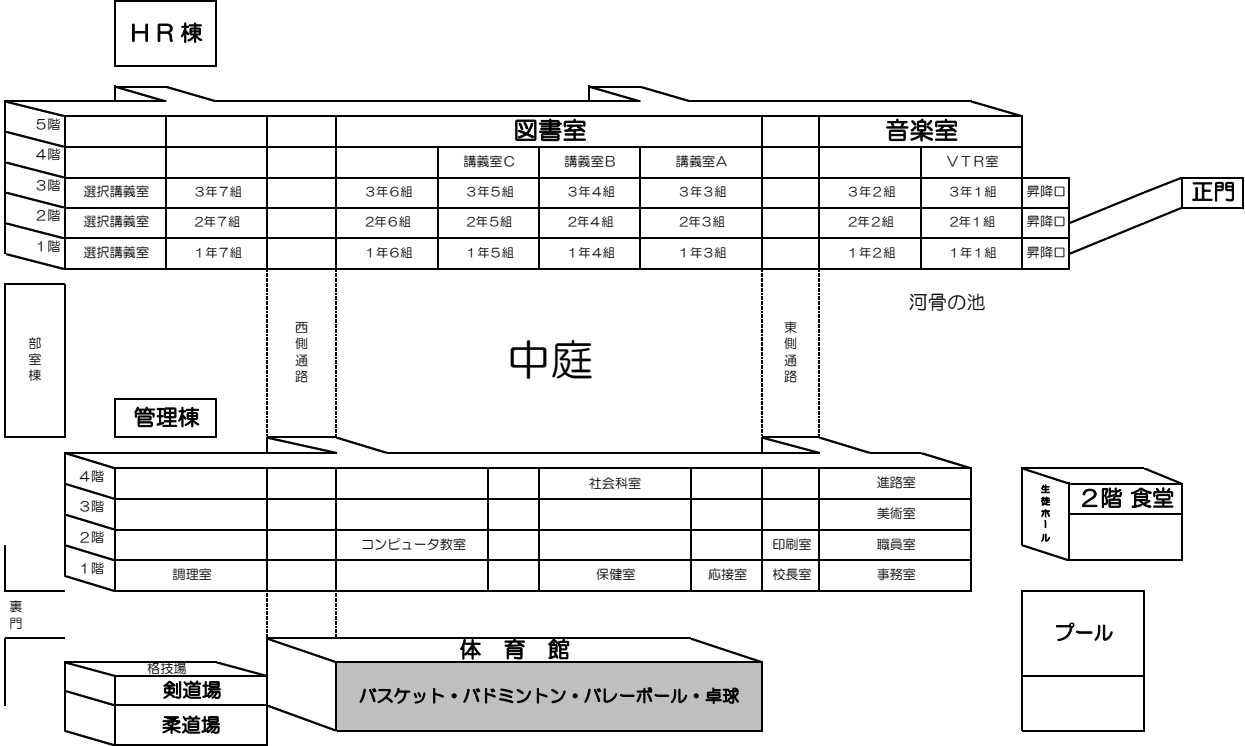 ＨＲ棟
５階
図書室
音楽室
４階
講義室Ｃ
講義室Ｂ
講義室Ａ
ＶＴＲ室
３階
選択講義室
３年７組
３年６組
３年５組
３年４組
３年３組
３年２組
３年１組
昇降口
正門
２階
選択講義室
２年７組
２年６組
２年５組
２年４組
２年３組
２年２組
２年１組
昇降口
１階
選択講義室
１年７組
１年６組
１年５組
１年４組
１年３組
１年２組
１年１組
昇降口
河骨の池
部室棟
西側通路
中庭
東側通路
管理棟
４階
社会科室
進路室
３階
美術室
２階
コンピュータ教室
印刷室
職員室
１階
調理室
保健室
応接室
校長室
事務室
生徒ホール
２階 食堂
裏門
プール
体 育 館
バスケット・バドミントン・バレーボール・卓球
格技場
剣道場
柔道場